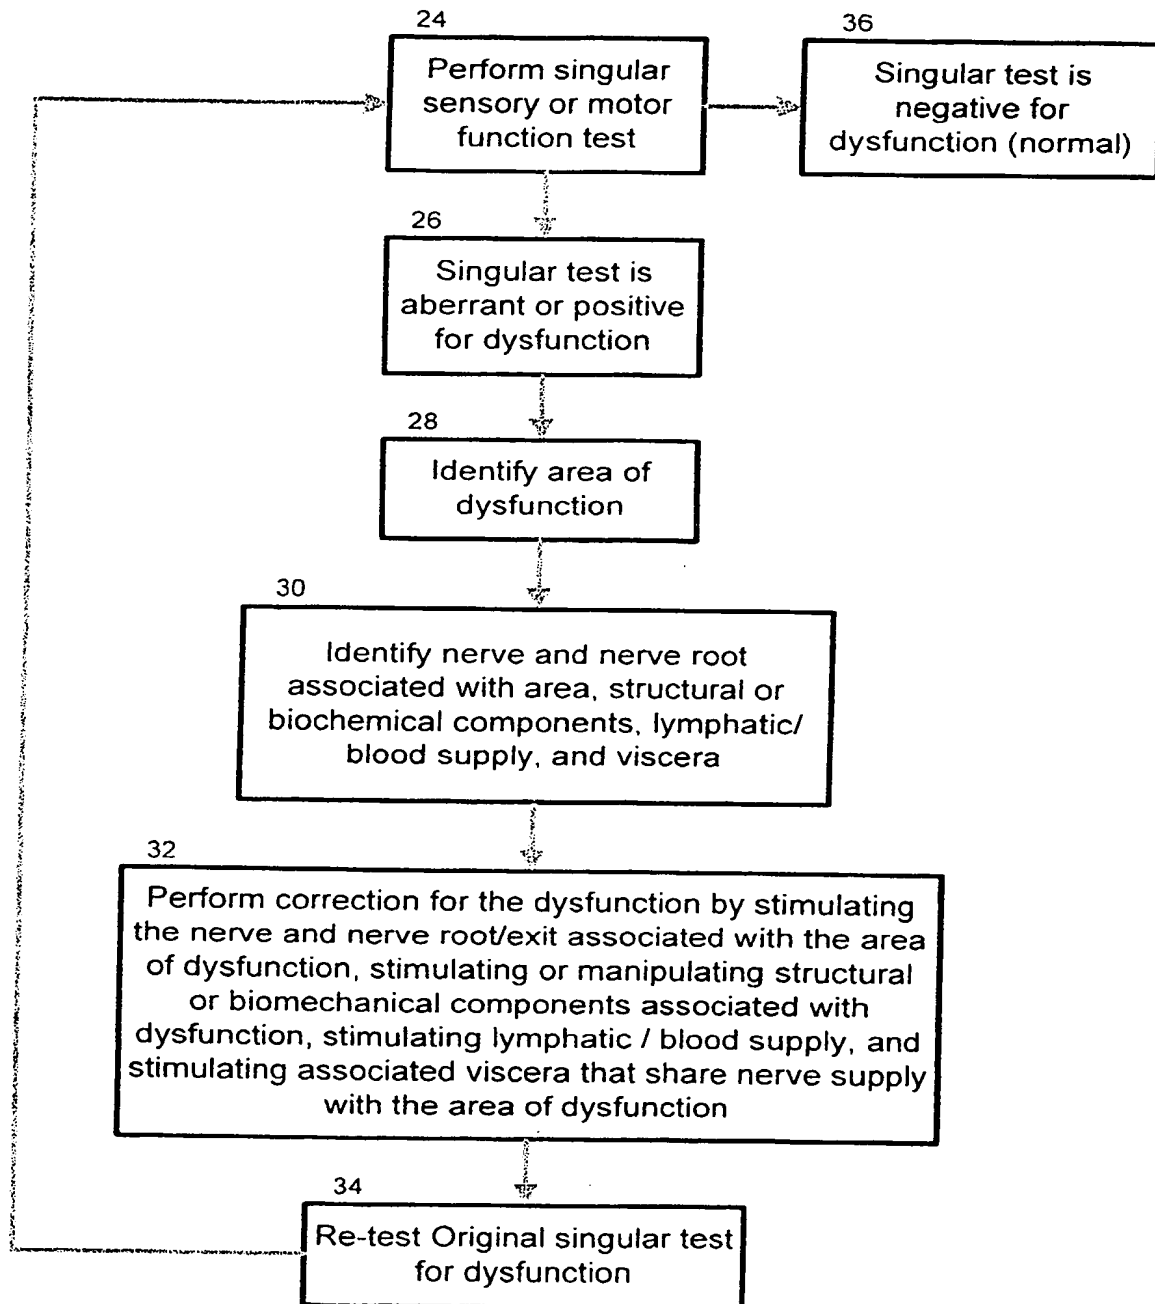 24
Perform singular
sensory or motor
function test
36
Singular test is
negative for
dysfunction (normal)
26
Singular test is
aberrant or positive
for dysfunction
28
Identify area of
dysfunction
30
Identify nerve and nerve root
associated with area, structural or
biochemical components, lymphatic/
blood supply, and viscera
32
Perform correction for the dysfunction by stimulating
the nerve and nerve root/exit associated with the area
of dysfunction, stimulating or manipulating structural
or biomechanical components associated with
dysfunction, stimulating lymphatic / blood supply, and
stimulating associated viscera that share nerve supply
with the area of dysfunction
34
Re-test Original singular test
for dysfunction